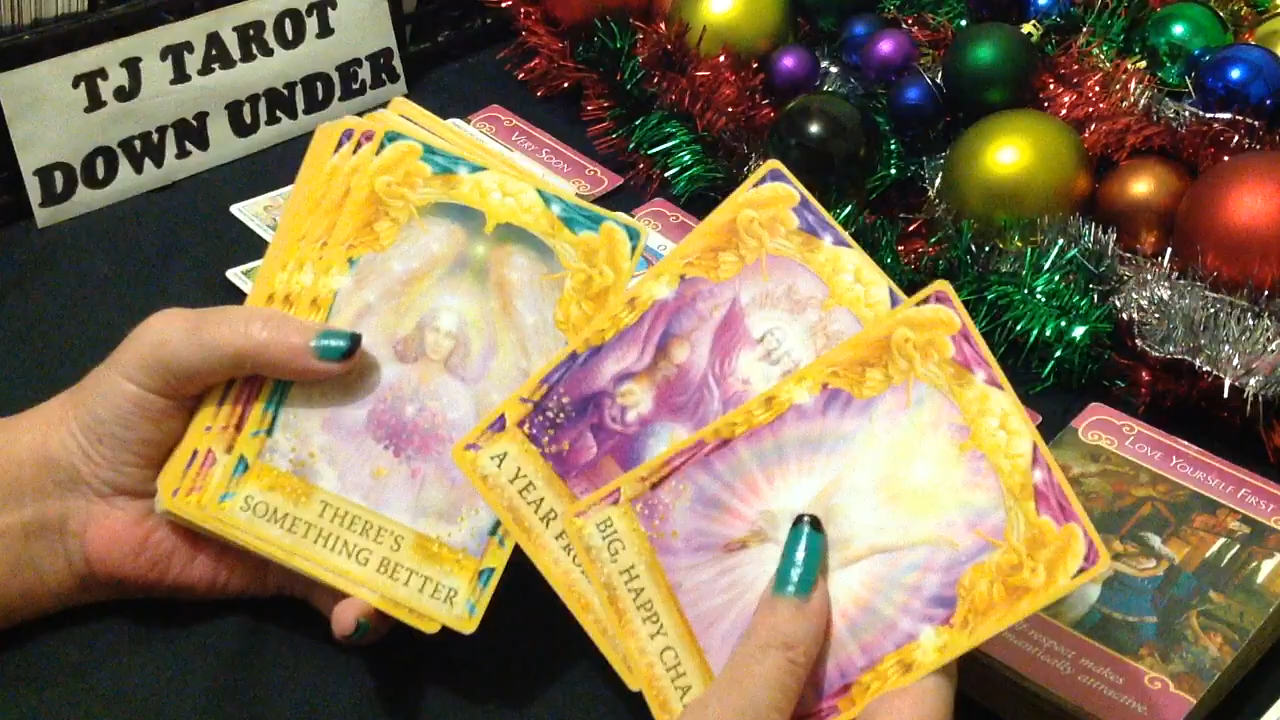 TJ TAROT
DOWN UNDER
VERY SOON
THERE'S
SOMETHING BETTER
A YEAR FRO
BIG, HAPPY CHA
LOVE YOURSELF FIRST
respect makes
romantically attractive.